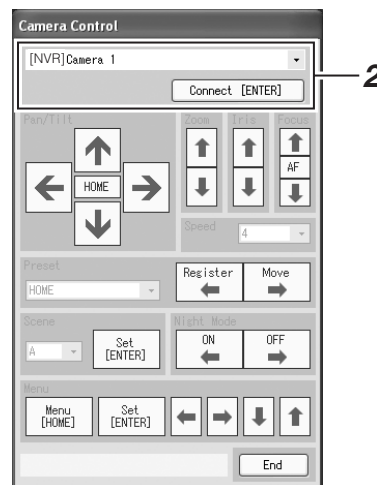 Camera Control
[NVR]Camera 1
2
Connect [ENTER]
Pan/Tilt
Zoom
Iris
Focus
HOME
AF
Speed
4
Preset
HOME
Register
Move
Scene
A
Set
[ENTER]
Night Mode
ON
OFF
Menu
Menu
[HOME]
Set
[ENTER]
End